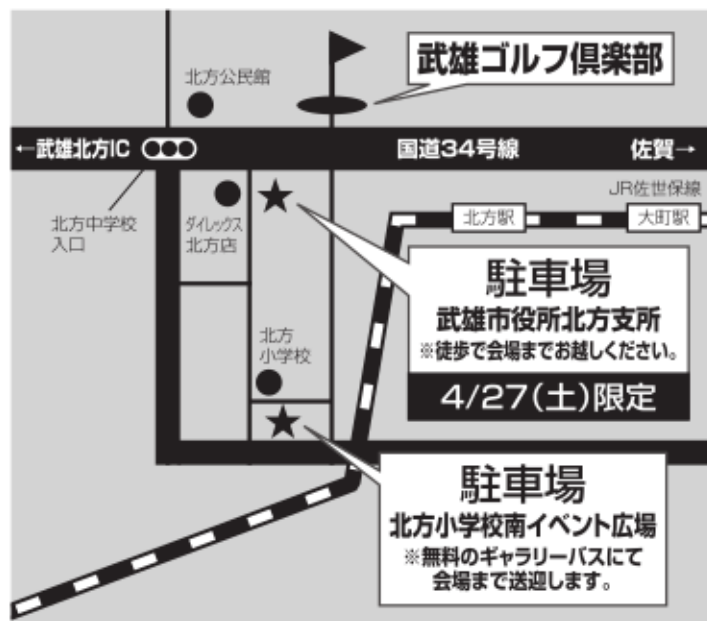 北方公民館
武雄ゴルフ倶楽部
←武雄北方IC
国道34号線
佐賀→
JR佐世保線
北方中学校
入口
ダイレックス
北方店
北方駅
大町駅
駐車場
武雄市役所北方支所
※徒歩で会場までお越しください。
4/27(土)限定
北方
小学校
駐車場
北方小学校南イベント広場
※無料のギャラリーバスにて
会場まで送迎します。